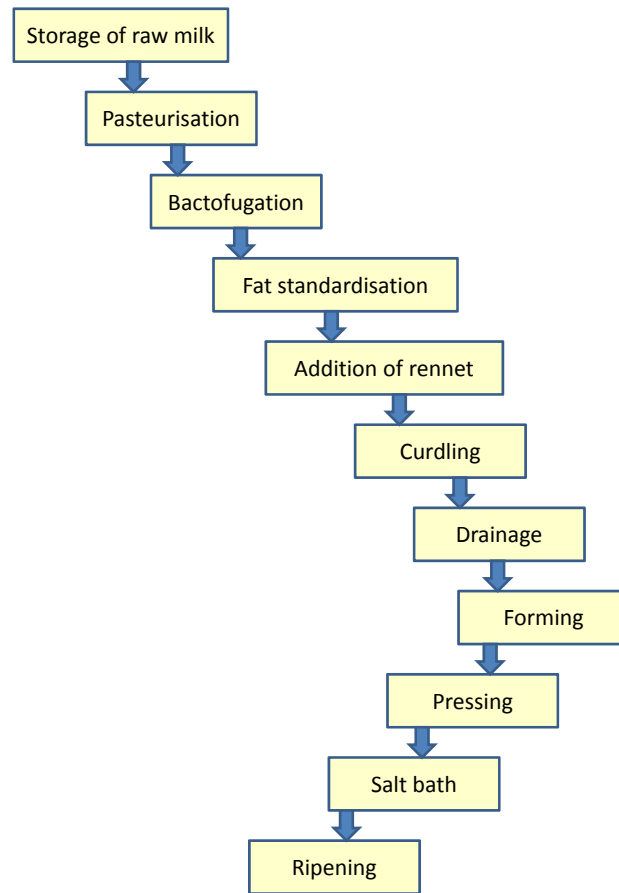 Storage of raw milk
Pasteurisation
Bactofugation
Fat standardisation
Addition of rennet
Curdling
Drainage
Forming
Pressing
Salt bath
Ripening